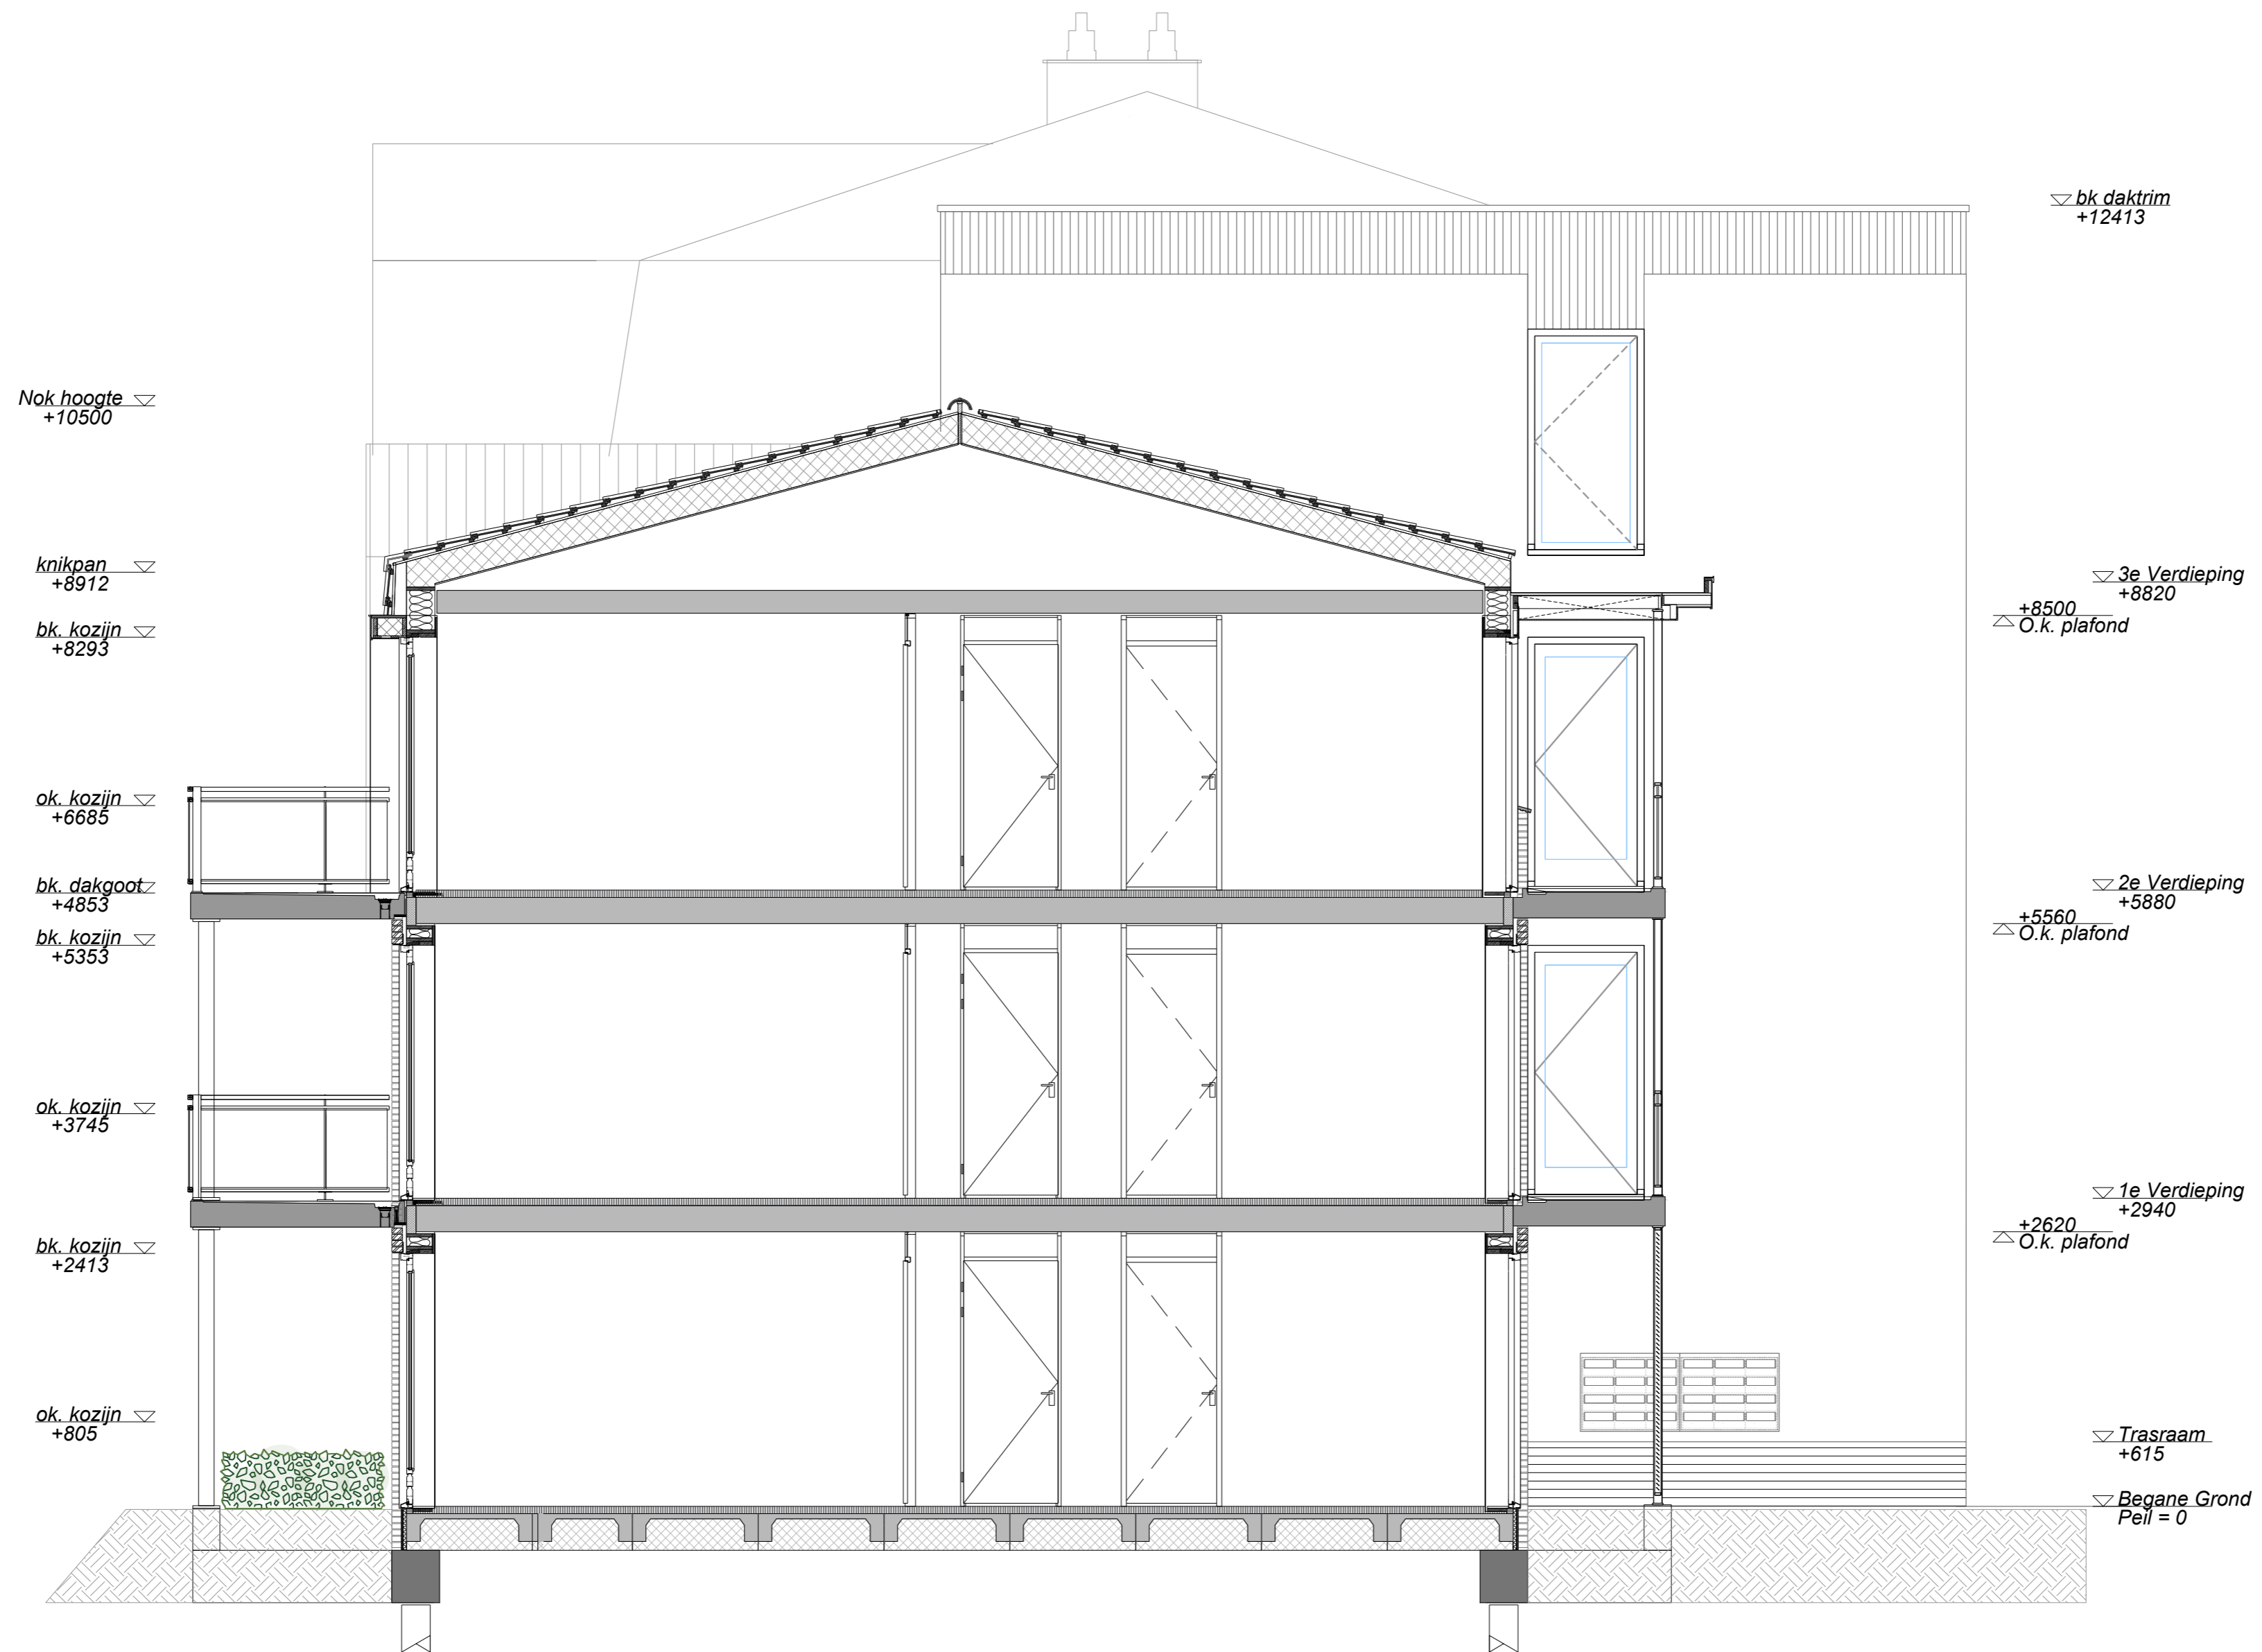 bk daktrim
+12413
Nok hoogte
+10500
knikpan
+8912
3e Verdieping
+8820
+8500
O.k. plafond
bk. kozijn
+8293
ok. kozijn
+6685
bk. dakgoot
+4853
2e Verdieping
+5880
+5560
O.k. plafond
bk. kozijn
+5353
ok. kozijn
+3745
1e Verdieping
+2940
+2620
O.k. plafond
bk. kozijn
+2413
ok. kozijn
+805
Trasraam
+615
Begane Grond
Peil = 0